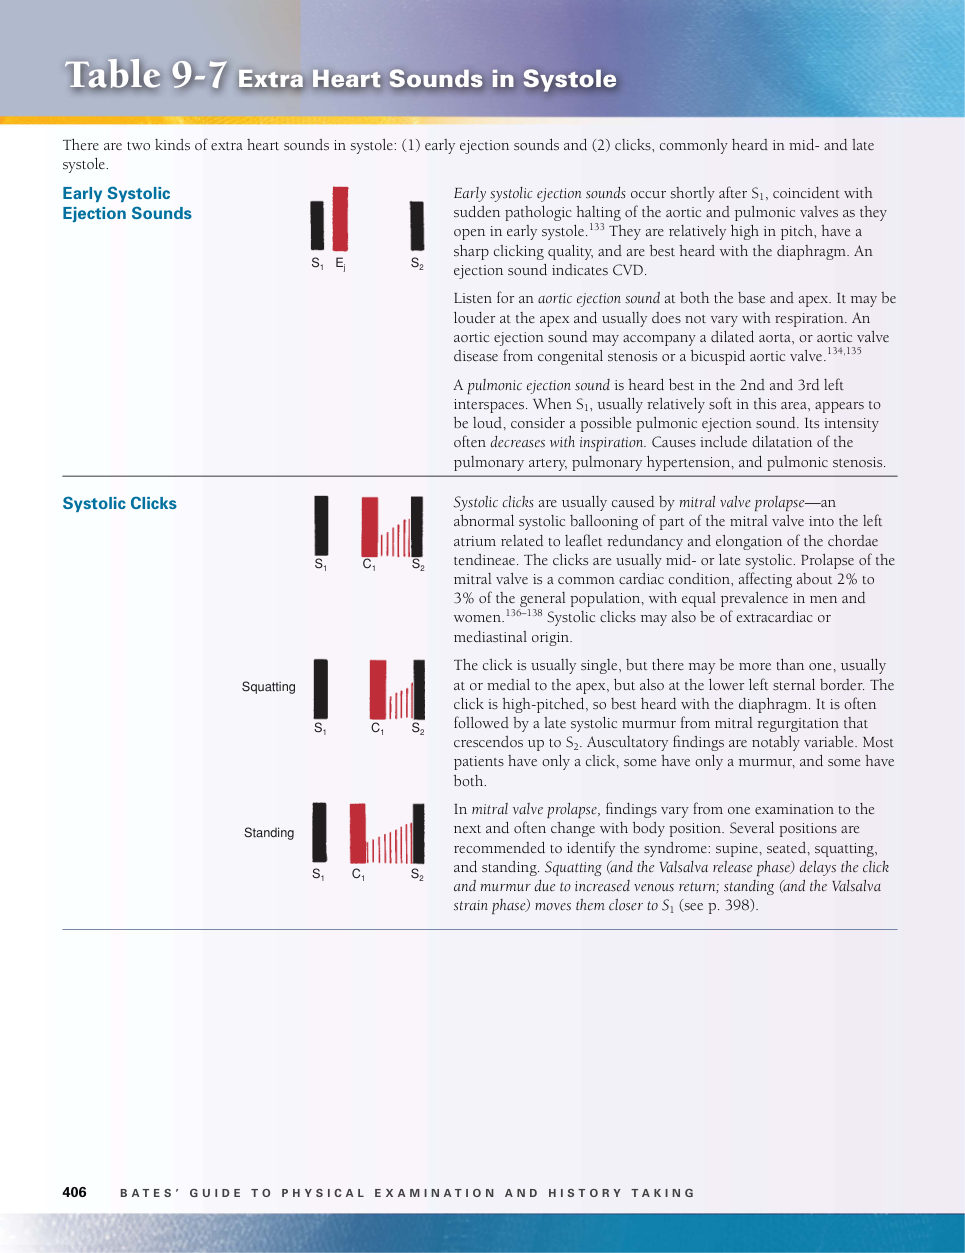 Table 9-7 Extra Heart Sounds in Systole
There are two kinds of extra heart sounds in systole: (1) early ejection sounds and (2) clicks, commonly heard in mid- and late
systole.
Early Systolic
Ejection Sounds
S1 Ej S2
Early systolic ejection sounds occur shortly after S1, coincident with
sudden pathologic halting of the aortic and pulmonic valves as they
open in early systole.133 They are relatively high in pitch, have a
sharp clicking quality, and are best heard with the diaphragm. An
ejection sound indicates CVD.
Listen for an aortic ejection sound at both the base and apex. It may be
louder at the apex and usually does not vary with respiration. An
aortic ejection sound may accompany a dilated aorta, or aortic valve
disease from congenital stenosis or a bicuspid aortic valve.134,135
A pulmonic ejection sound is heard best in the 2nd and 3rd left
interspaces. When S1, usually relatively soft in this area, appears to
be loud, consider a possible pulmonic ejection sound. Its intensity
often decreases with inspiration. Causes include dilatation of the
pulmonary artery, pulmonary hypertension, and pulmonic stenosis.
Systolic Clicks
S1 C1 S2
Systolic clicks are usually caused by mitral valve prolapse—an
abnormal systolic ballooning of part of the mitral valve into the left
atrium related to leaflet redundancy and elongation of the chordae
tendineae. The clicks are usually mid- or late systolic. Prolapse of the
mitral valve is a common cardiac condition, affecting about 2% to
3% of the general population, with equal prevalence in men and
women.136–138 Systolic clicks may also be of extracardiac or
mediastinal origin.
Squatting
S1 C1 S2
The click is usually single, but there may be more than one, usually
at or medial to the apex, but also at the lower left sternal border. The
click is high-pitched, so best heard with the diaphragm. It is often
followed by a late systolic murmur from mitral regurgitation that
crescendos up to S2. Auscultatory findings are notably variable. Most
patients have only a click, some have only a murmur, and some have
both.
Standing
S1 C1 S2
In mitral valve prolapse, findings vary from one examination to the
next and often change with body position. Several positions are
recommended to identify the syndrome: supine, seated, squatting,
and standing. Squatting (and the Valsalva release phase) delays the click
and murmur due to increased venous return; standing (and the Valsalva
strain phase) moves them closer to S1 (see p. 398).
406 BATES’ GUIDE TO PHYSICAL EXAMINATION AND HISTORY TAKING